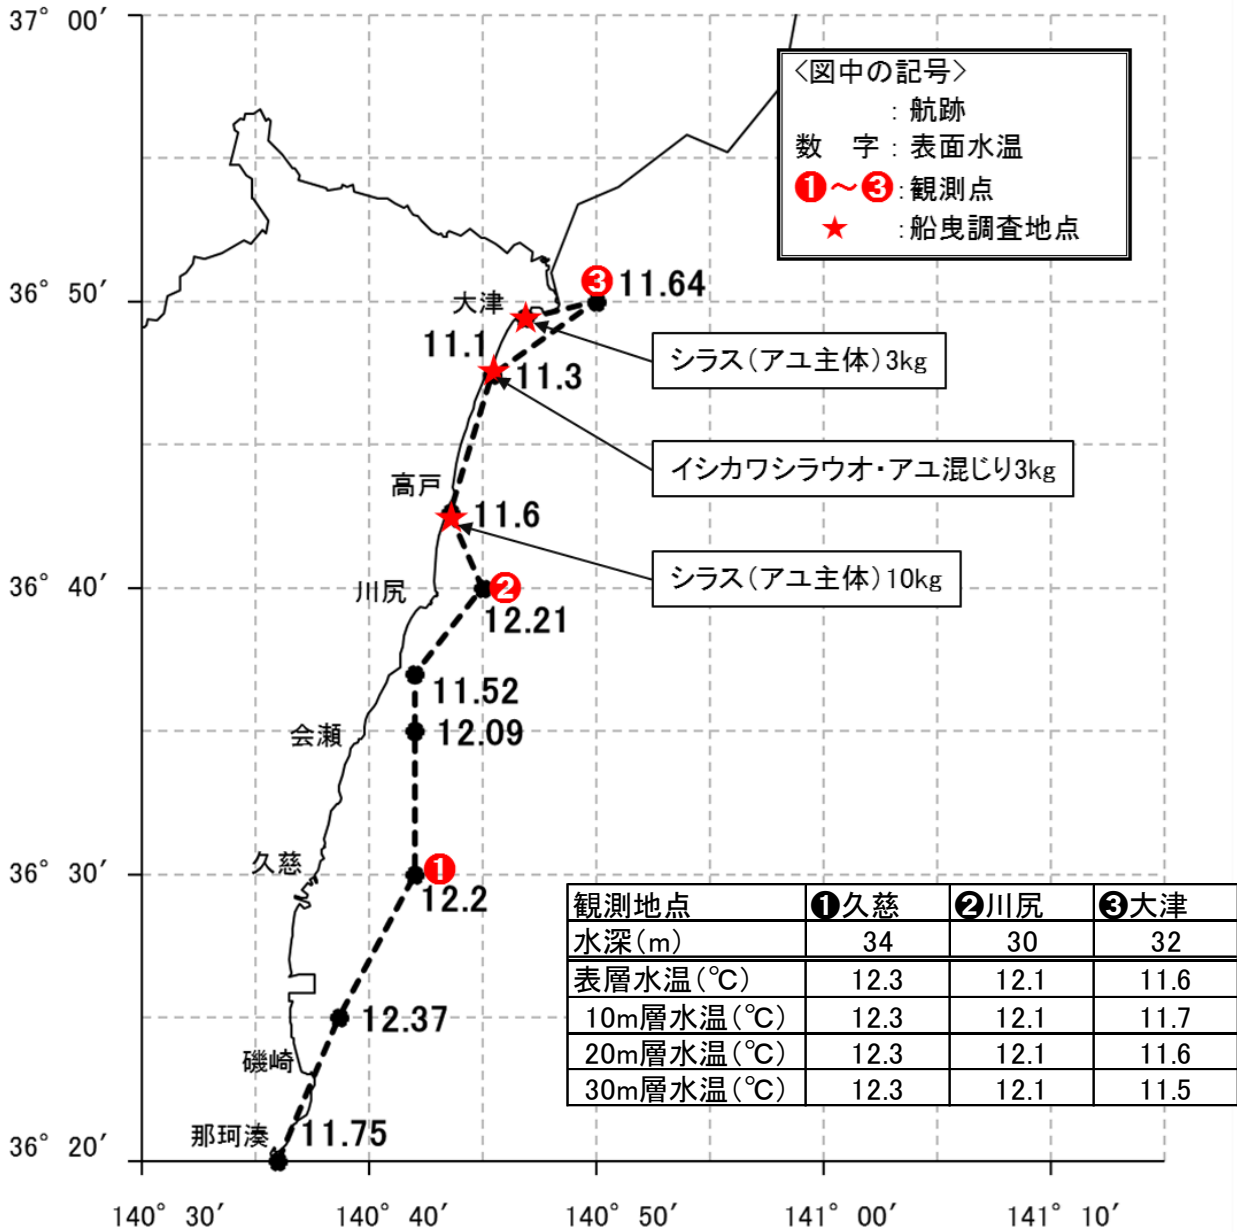 37° 00′
<図中の記号>
: 航跡
数 字 : 表面水温
❶~❸ : 観測点
★ : 船曳調査地点
❸ 11.64
36° 50′
大津
11.1
シラス(アユ主体)3kg
11.3
イシカワシラウオ・アユ混じり3kg
高戸
11.6
シラス(アユ主体)10kg
36° 40′
川尻
❷
12.21
11.52
会瀬
12.09
36° 30′
久慈
❶
12.2
観測地点 ❶久慈 ❷川尻 ❸大津
水深(m) 34 30 32
表層水温(℃) 12.3 12.1 11.6
10m層水温(℃) 12.3 12.1 11.7
20m層水温(℃) 12.3 12.1 11.6
30m層水温(℃) 12.3 12.1 11.5
12.37
磯崎
那珂湊
11.75
36° 20′
140° 30′ 140° 40′ 140° 50′ 141° 00′ 141° 10′